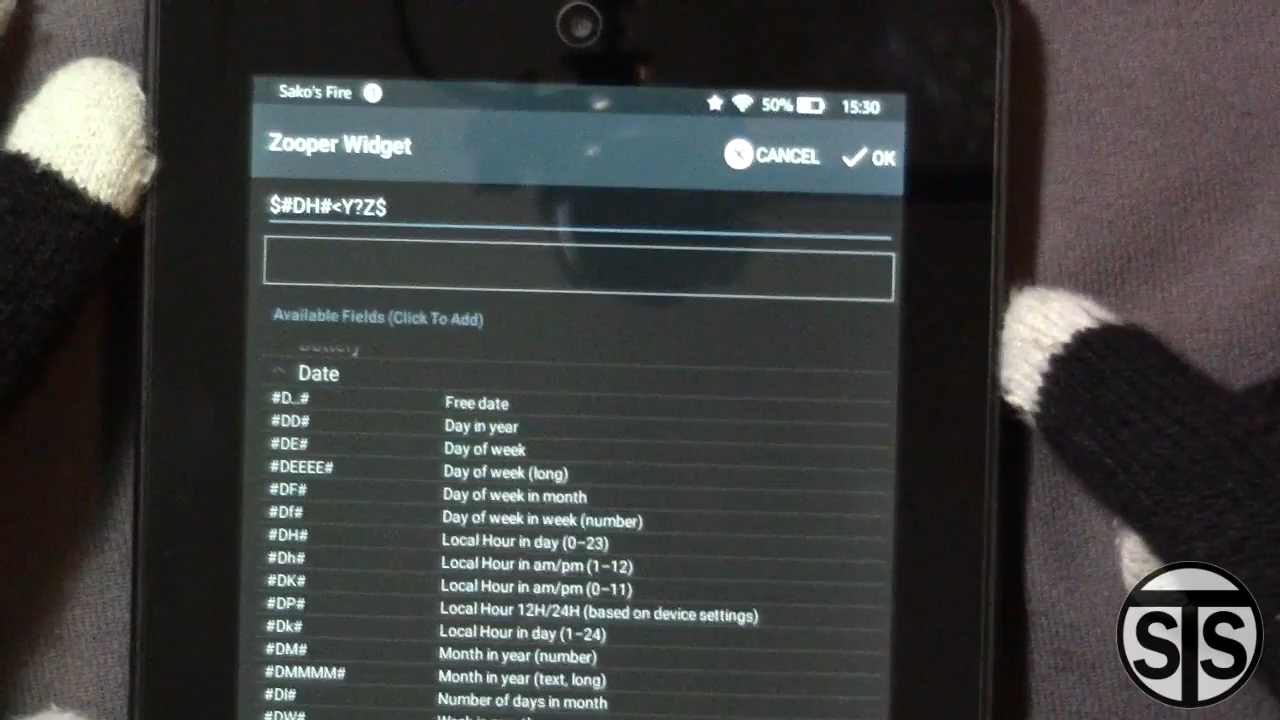 Sako's Fire 50% 15:30
Zooper Widget CANCEL OK
$#DH#<Y?Z$
Available Fields (Click To Add)
Battery
Date
#D...# Free date
#DD# Day in year
#DE# Day of week
#DEEEE# Day of week (long)
#DF# Day of week in month
#Df# Day of week in week (number)
#DH# Local Hour in day (0-23)
#Dh# Local Hour in am/pm (1-12)
#DK# Local Hour in am/pm (0-11)
#DP# Local Hour 12H/24H (based on device settings)
#Dk# Local Hour in day (1-24)
#DM# Month in year (number)
#DMMMM# Month in year (text, long)
#DI# Number of days in month
#DW#
STS